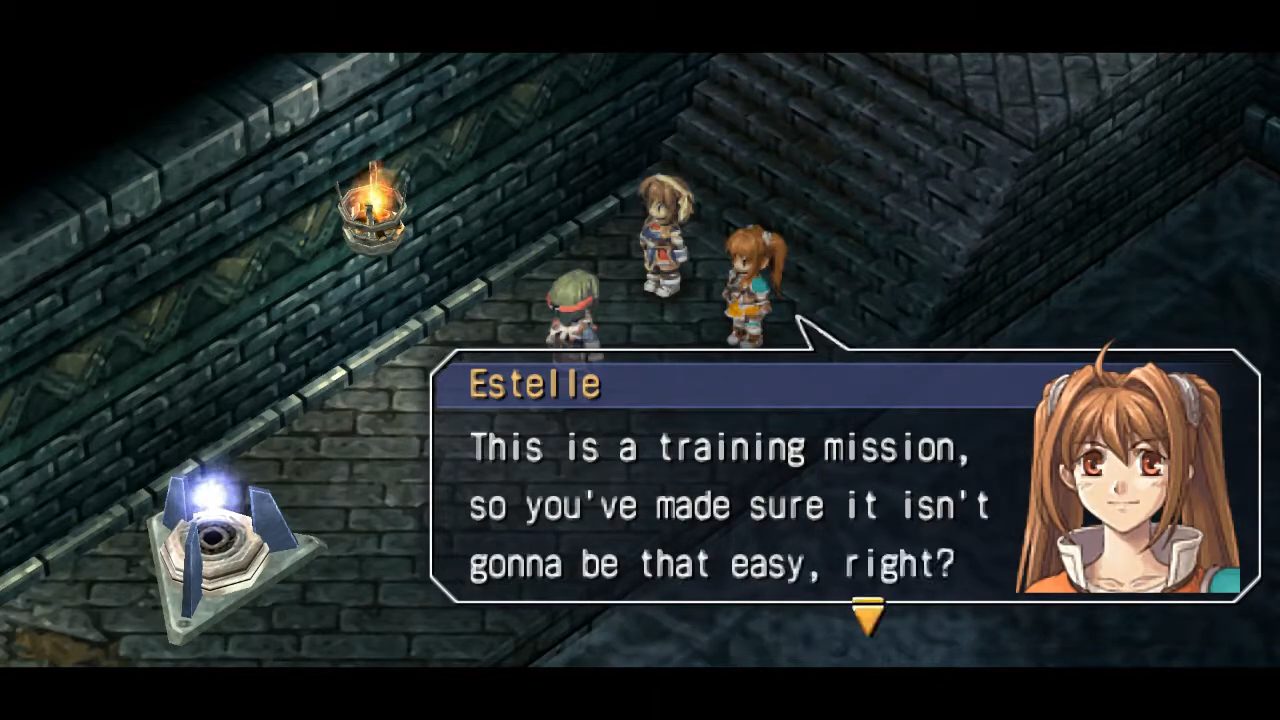 Estelle
This is a training mission,
so you've made sure it isn't
gonna be that easy, right?